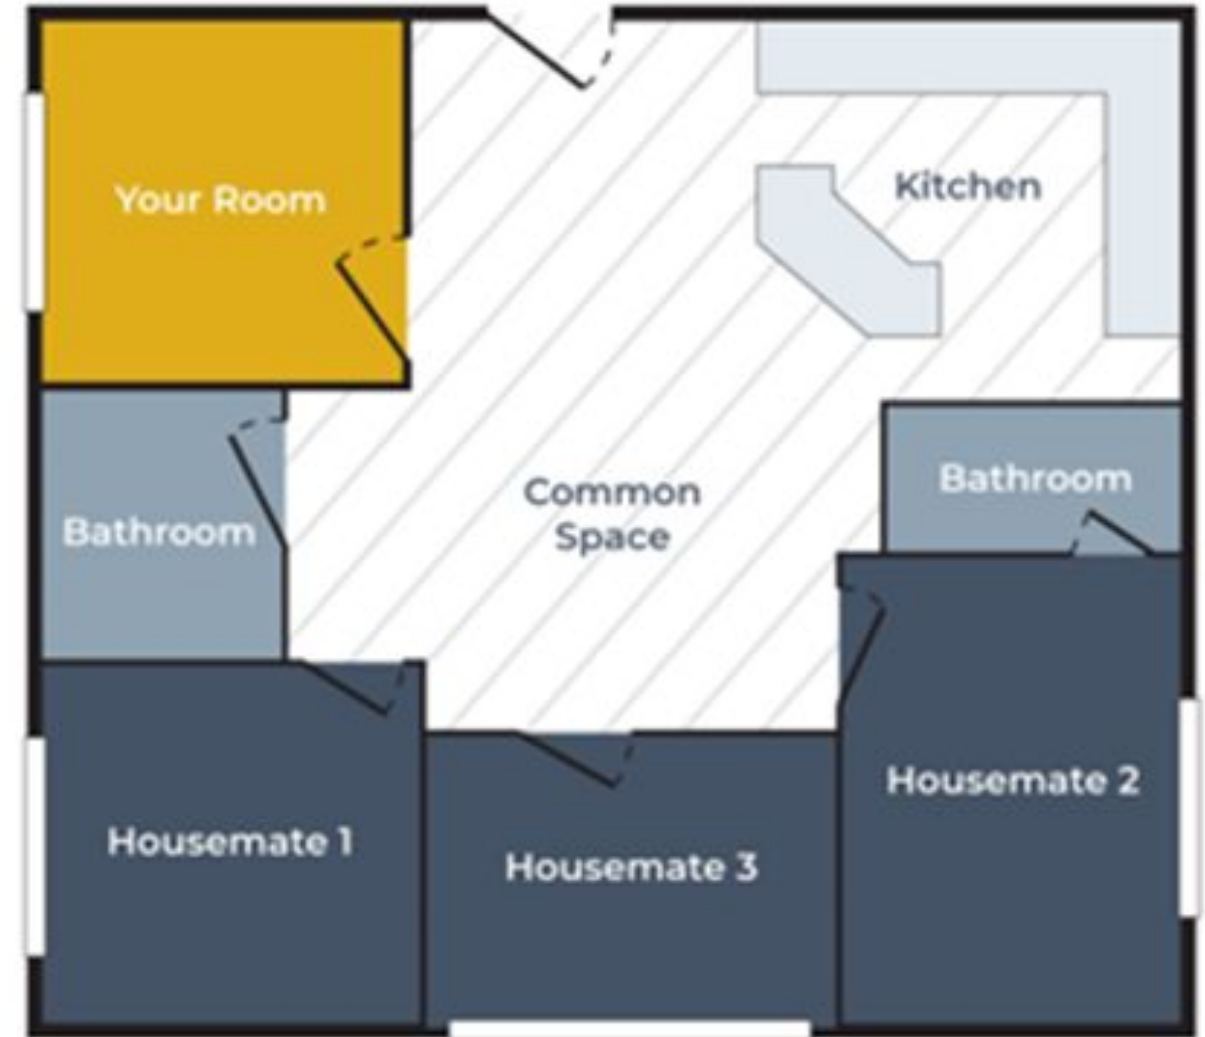 Your Room
Kitchen
Common
Space
Bathroom
Bathroom
Housemate 2
Housemate 1
Housemate 3